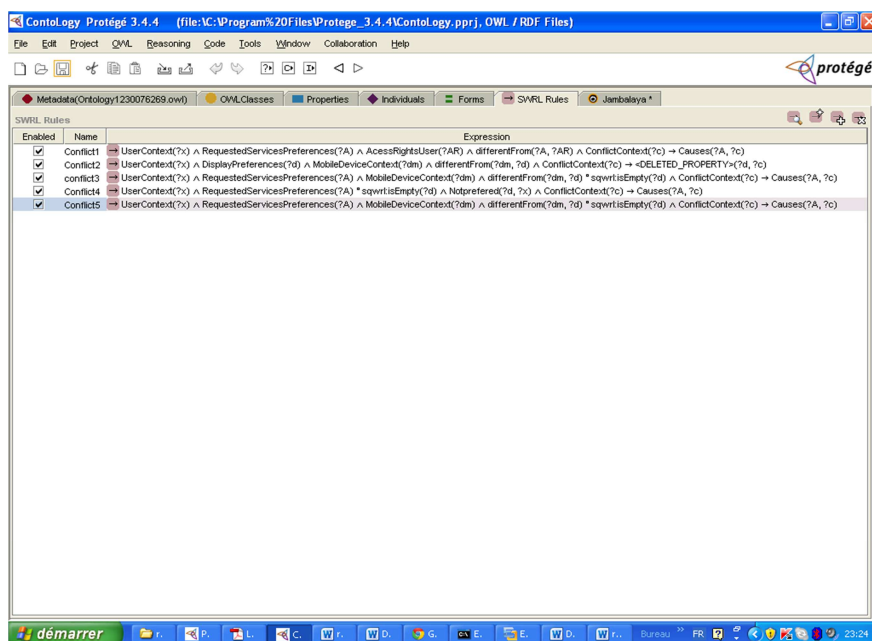 ContoLogy Protégé 3.4.4 (file:\C:\Program%20Files\Protege_3.4.4\ContoLogy.pprj, OWL / RDF Files)
File Edit Project OWL Reasoning Code Tools Window Collaboration Help
protégé
Metadata(Ontology1230076269.owl) OWLClasses Properties Individuals Forms SWRL Rules Jambalaya *
SWRL Rules
Enabled Name Expression
Conflict1 → UserContext(?x) ∧ RequestedServicesPreferences(?A) ∧ AcessRightsUser(?AR) ∧ differentFrom(?A, ?AR) ∧ ConflictContext(?c) → Causes(?A, ?c)
Conflict2 → UserContext(?x) ∧ DisplayPreferences(?d) ∧ MobileDeviceContext(?dm) ∧ differentFrom(?dm, ?d) ∧ ConflictContext(?c) → <DELETED_PROPERTY>(?d, ?c)
conflict3 → UserContext(?x) ∧ RequestedServicesPreferences(?A) ∧ MobileDeviceContext(?dm) ∧ differentFrom(?dm, ?d) ° sqwrl:isEmpty(?d) ∧ ConflictContext(?c) → Causes(?A, ?c)
Conflict4 → UserContext(?x) ∧ RequestedServicesPreferences(?A) ° sqwrl:isEmpty(?d) ∧ Notprefered(?d, ?x) ∧ ConflictContext(?c) → Causes(?A, ?c)
Conflict5 → UserContext(?x) ∧ RequestedServicesPreferences(?A) ∧ MobileDeviceContext(?dm) ∧ differentFrom(?dm, ?d) ° sqwrl:isEmpty(?d) ∧ ConflictContext(?c) → Causes(?A, ?c)
démarrer r. P. L. C. r. D. G. E. E. D. r.. Bureau » FR 23:24